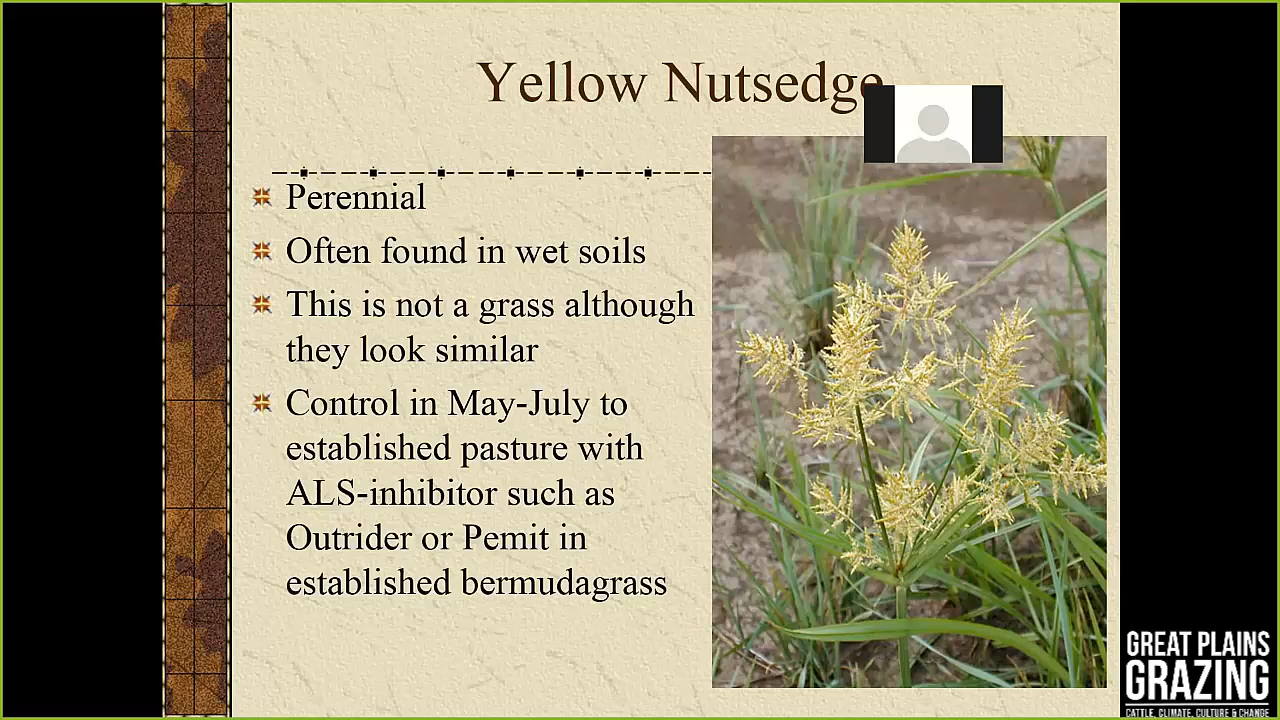 Yellow Nutsedge
Perennial
Often found in wet soils
This is not a grass although
they look similar
Control in May-July to
established pasture with
ALS-inhibitor such as
Outrider or Pemit in
established bermudagrass
GREAT PLAINS
GRAZING
CATTLE, CLIMATE, CULTURE & CHANGE